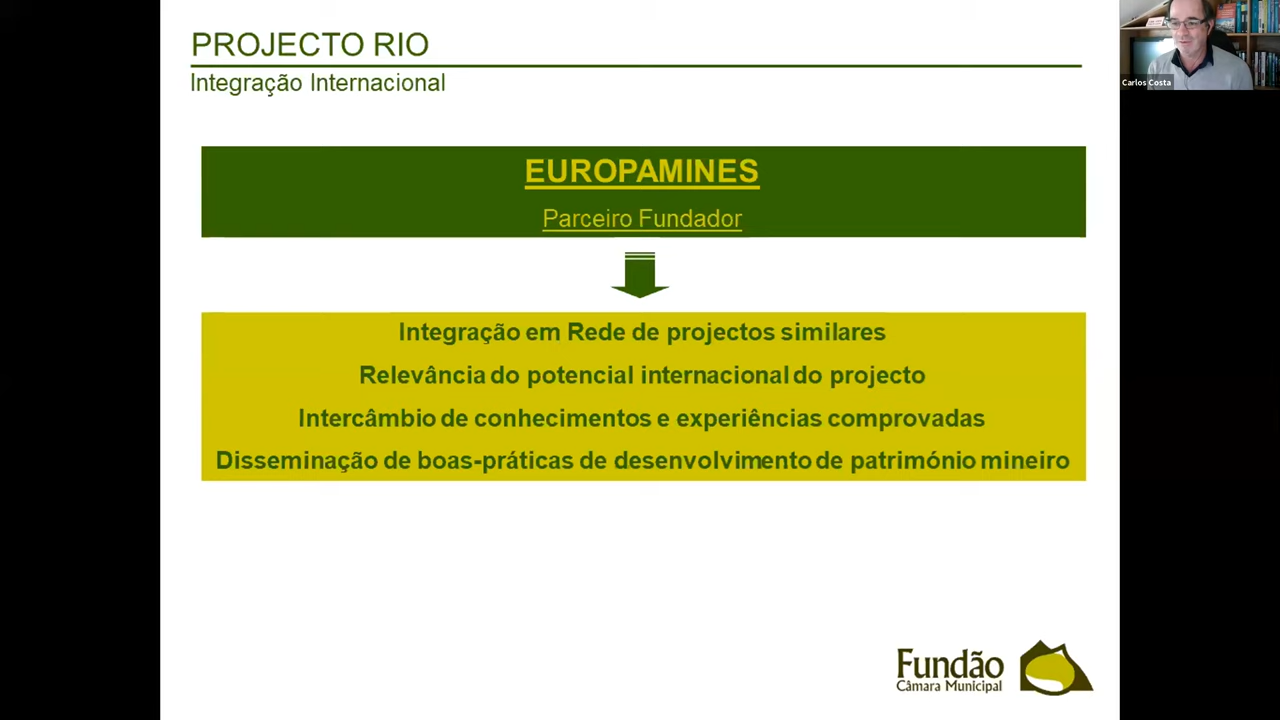 PROJECTO RIO
Integração Internacional
EUROPAMINES
Parceiro Fundador
Integração em Rede de projectos similares
Relevância do potencial internacional do projecto
Intercâmbio de conhecimentos e experiências comprovadas
Disseminação de boas-práticas de desenvolvimento de património mineiro
Fundão
Câmara Municipal
Carlos Costa